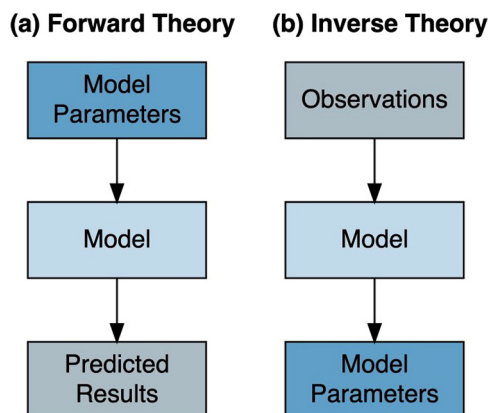 (a) Forward Theory
Model
Parameters
Model
Predicted
Results
(b) Inverse Theory
Observations
Model
Model
Parameters